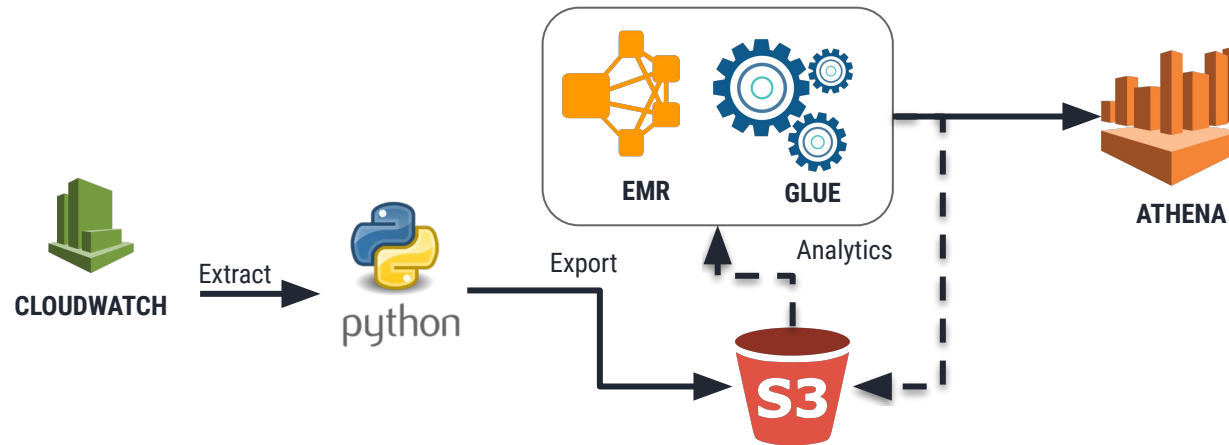 EMR
GLUE
ATHENA
Analytics
Export
Extract
CLOUDWATCH
python
S3